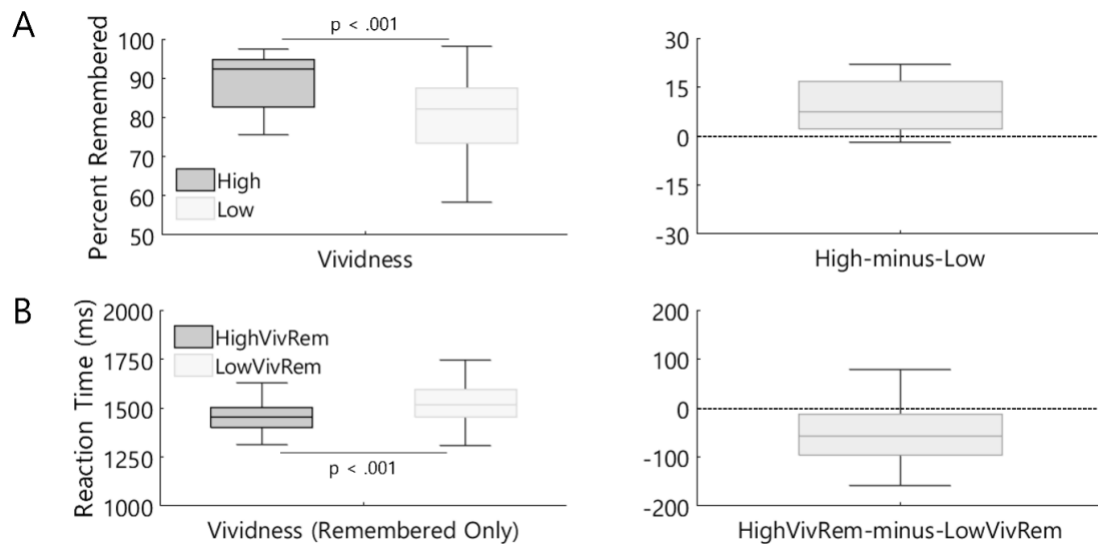 A
p < .001
Percent Remembered
100
90
80
70
60
50
High
Low
Vividness
30
15
0
-15
-30
High-minus-Low
B
Reaction Time (ms)
2000
1750
1500
1250
1000
HighVivRem
LowVivRem
p < .001
Vividness (Remembered Only)
200
100
0
-100
-200
HighVivRem-minus-LowVivRem